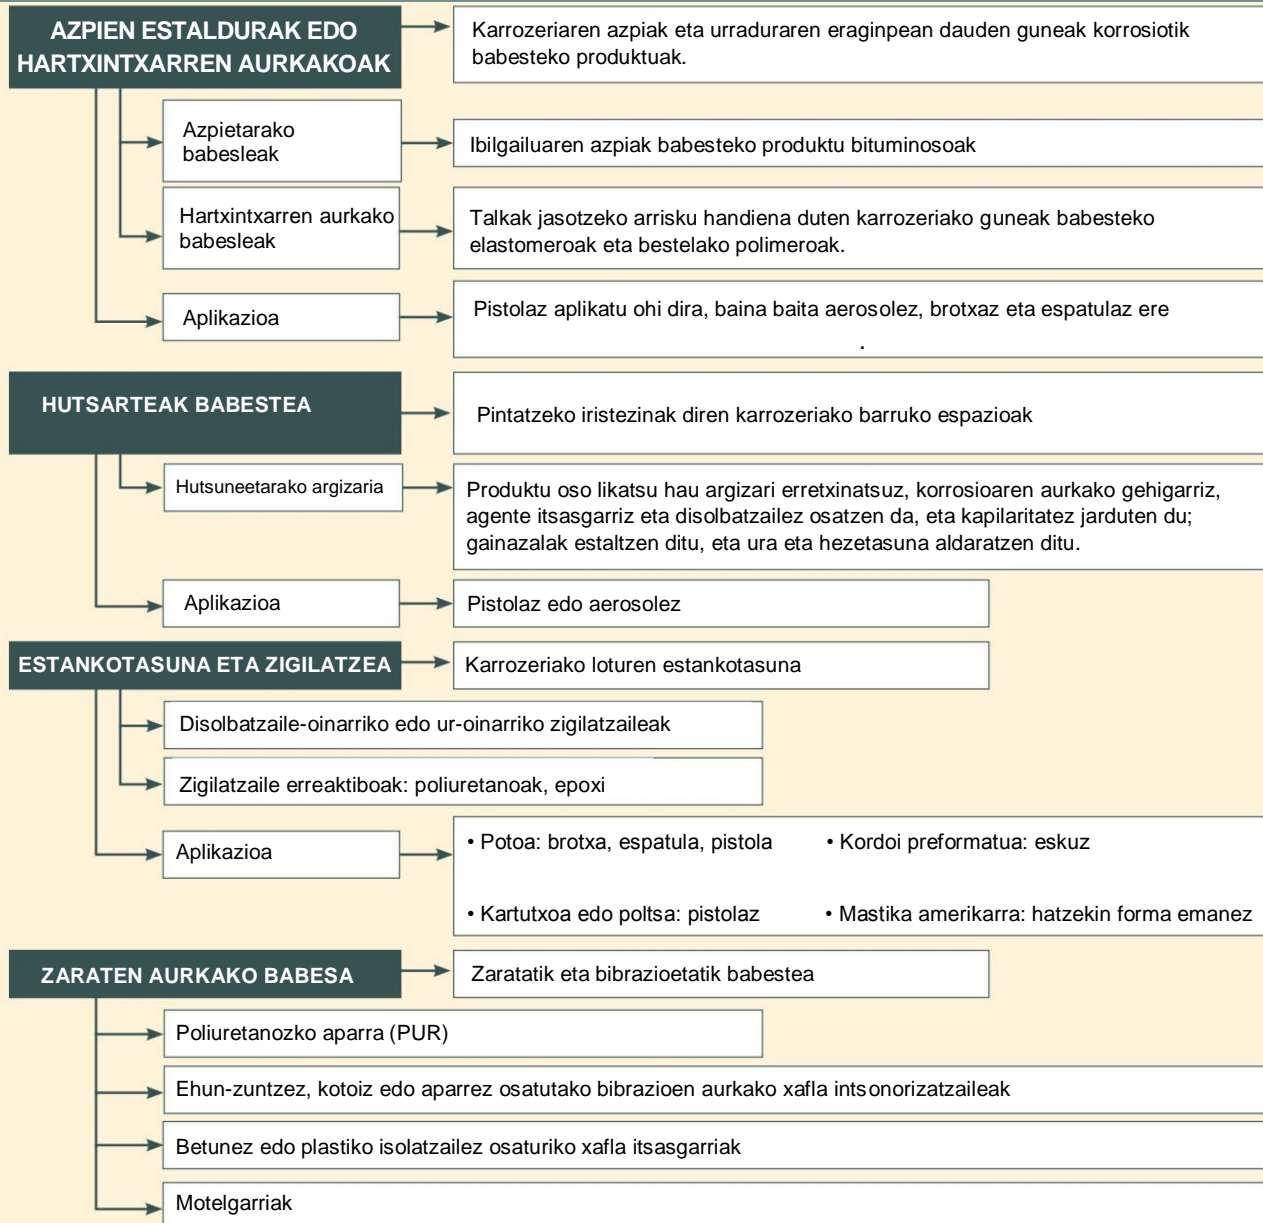 AZPIEN ESTALDURAK EDO
HARTXINTXARREN AURKAKOAK
Karrozeriaren azpiak eta urraduraren eraginpean dauden guneak korrosiotik
babesteko produktuak.
Azpietarako
babesleak
Ibilgailuaren azpiak babesteko produktu bituminosoak
Hartxintxarren aurkako
babesleak
Talkak jasotzeko arrisku handiena duten karrozeriako guneak babesteko
elastomeroak eta bestelako polimeroak.
Aplikazioa
Pistolaz aplikatu ohi dira, baina baita aerosolez, brotxaz eta espatulaz ere
.
HUTSARTEAK BABESTEA
Pintatzeko iristezinak diren karrozeriako barruko espazioak
Hutsuneetarako argizaria
Produktu oso likatsu hau argizari erretxinatsuz, korrosioaren aurkako gehigarriz,
agente itsasgarriz eta disolbatzailez osatzen da, eta kapilaritatez jarduten du;
gainazalak estaltzen ditu, eta ura eta hezetasuna aldaratzen ditu.
Aplikazioa
Pistolaz edo aerosolez
ESTANKOTASUNA ETA ZIGILATZEA
Karrozeriako loturen estankotasuna
Disolbatzaile-oinarriko edo ur-oinarriko zigilatzaileak
Zigilatzaile erreaktiboak: poliuretanoak, epoxi
Aplikazioa
• Potoa: brotxa, espatula, pistola
• Kordoi preformatua: eskuz
• Kartutxoa edo poltsa: pistolaz
• Mastika amerikarra: hatzekin forma emanez
ZARATEN AURKAKO BABESA
Zaratatik eta bibrazioetatik babestea
Poliuretanozko aparra (PUR)
Ehun-zuntzez, kotoiz edo aparrez osatutako bibrazioen aurkako xafla intsonorizatzaileak
Betunez edo plastiko isolatzailez osaturiko xafla itsasgarriak
Motelgarriak